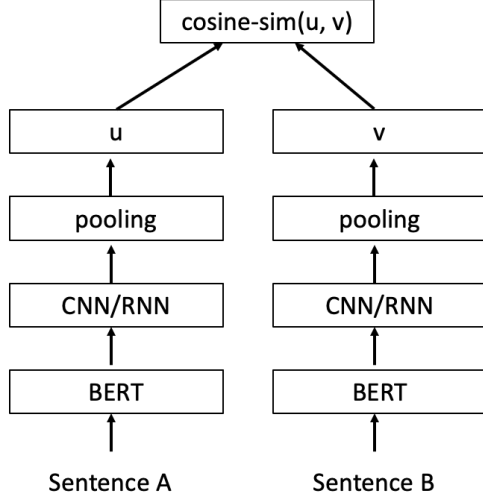 cosine-sim(u, v)
u
v
pooling
pooling
CNN/RNN
CNN/RNN
BERT
BERT
Sentence A
Sentence B